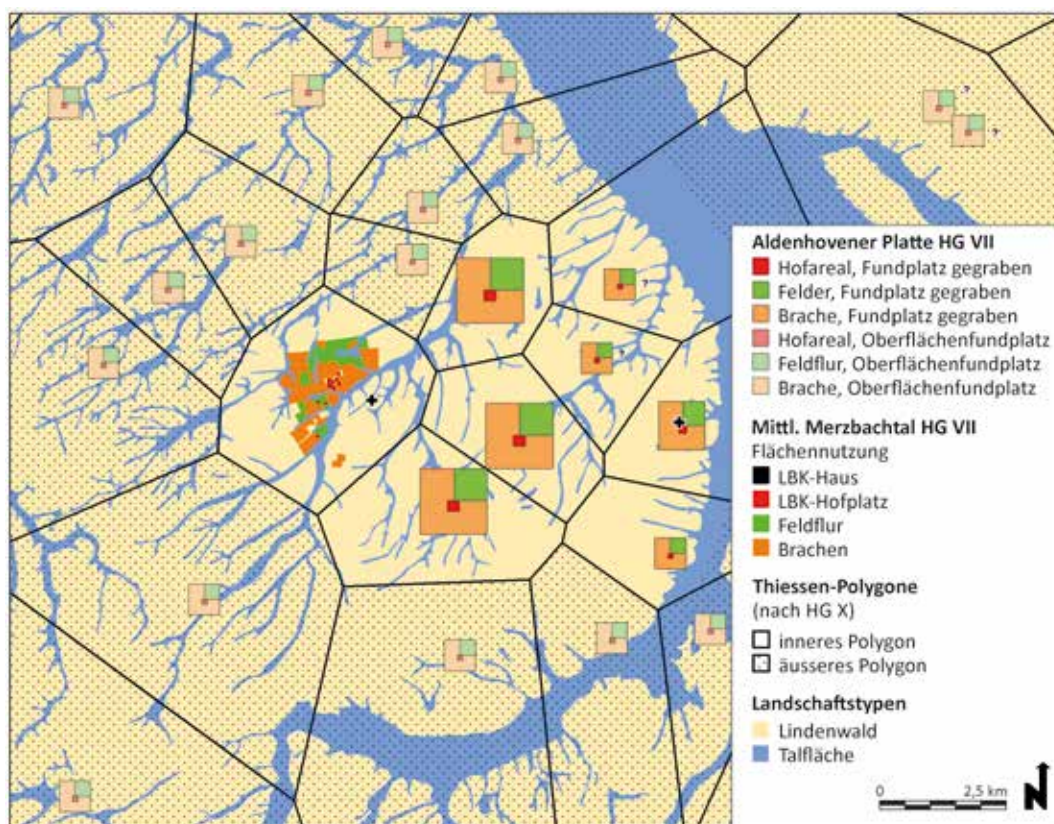 Aldenhovener Platte HG VII
Hofareal, Fundplatz gegraben
Felder, Fundplatz gegraben
Brache, Fundplatz gegraben
Hofareal, Oberflächenfundplatz
Feldflur, Oberflächenfundplatz
Brache, Oberflächenfundplatz
Mittl. Merzbachtal HG VII
Flächennutzung
LBK-Haus
LBK-Hofplatz
Feldflur
Brachen
Thiessen-Polygone
(nach HG X)
inneres Polygon
äusseres Polygon
Landschaftstypen
Lindenwald
Talfläche
0 2,5 km
N
?
?
?
?